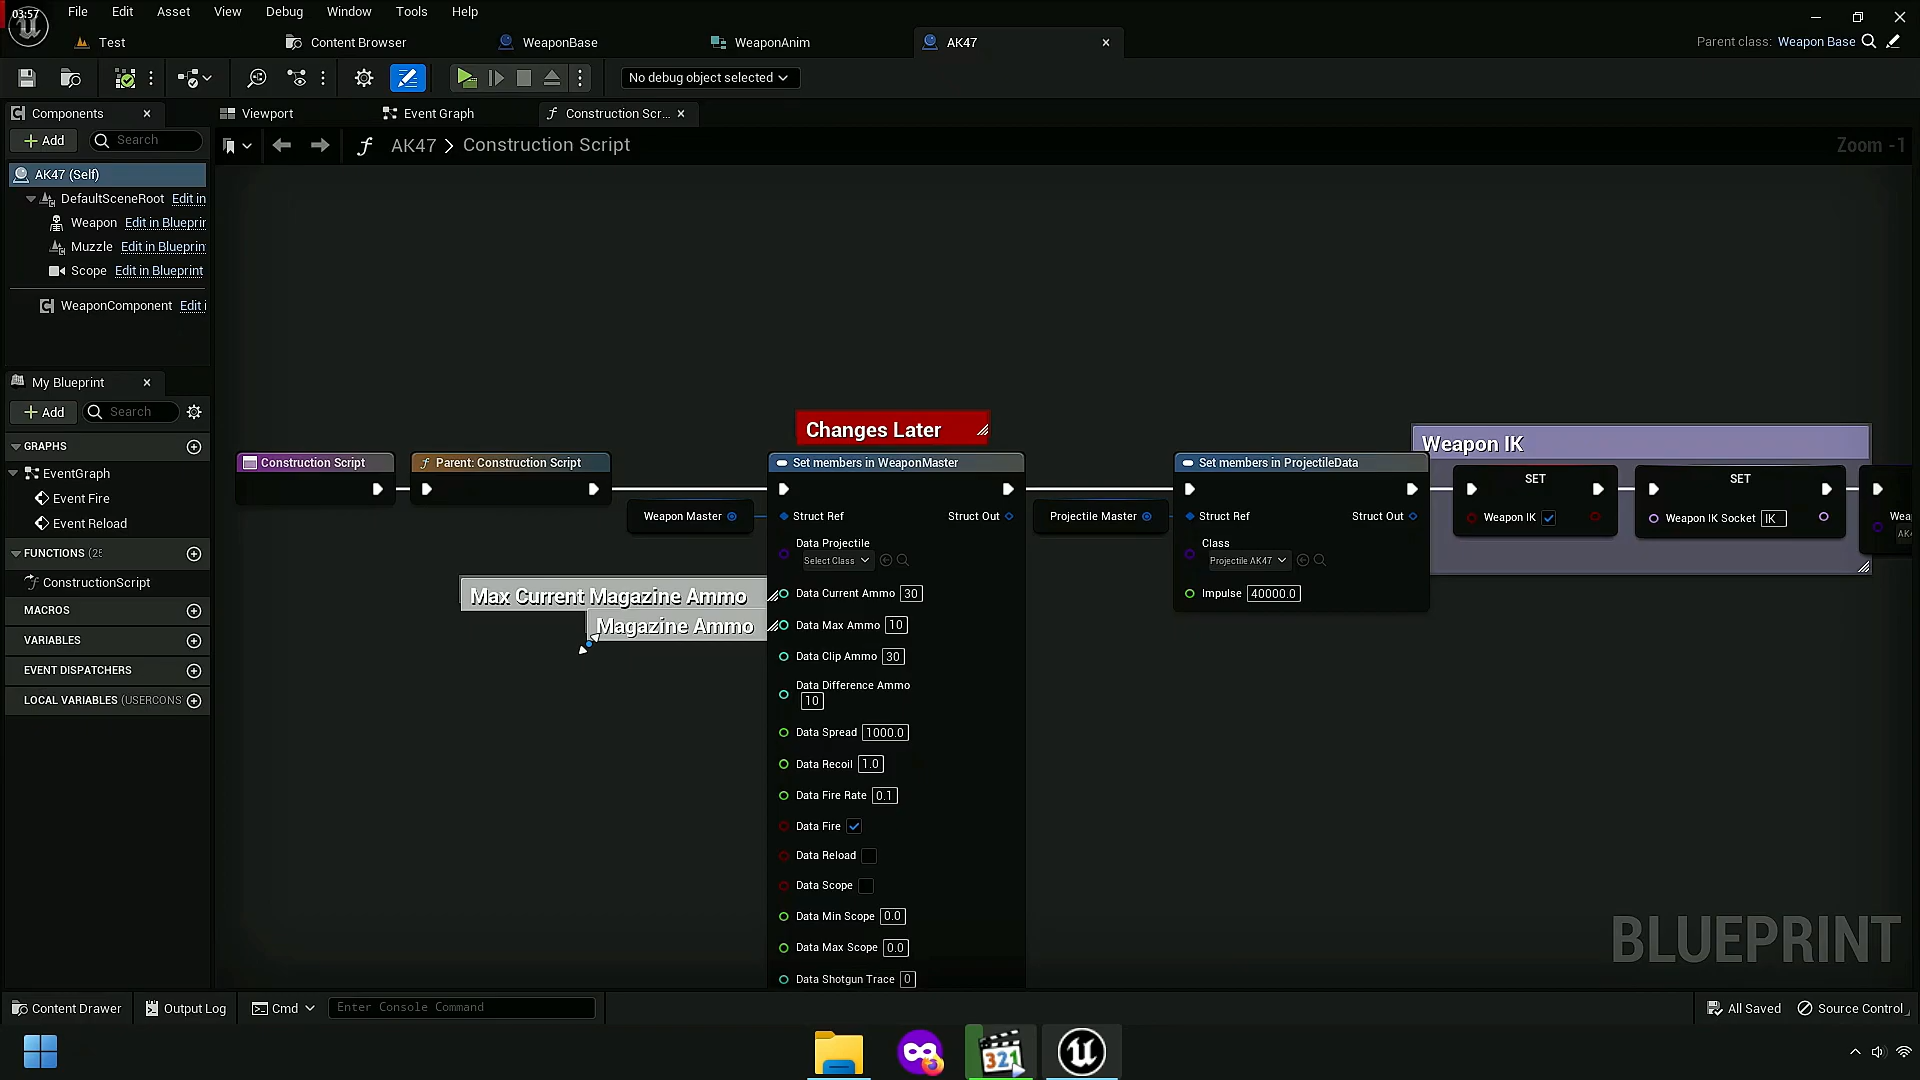 03:57
File Edit Asset View Debug Window Tools Help
Test Content Browser WeaponBase WeaponAnim AK47 Parent class: Weapon Base
No debug object selected
Components Viewport Event Graph Construction Scr...
Add Search AK47 > Construction Script Zoom -1
AK47 (Self)
DefaultSceneRoot Edit in
Weapon Edit in Blueprin
Muzzle Edit in Blueprint
Scope Edit in Blueprint
WeaponComponent Edit i
My Blueprint
Add Search
GRAPHS
EventGraph
Event Fire
Event Reload
FUNCTIONS (25
ConstructionScript
MACROS
VARIABLES
EVENT DISPATCHERS
LOCAL VARIABLES (USERCONS
Changes Later
Weapon IK
Construction Script
Parent: Construction Script
Weapon Master
Set members in WeaponMaster
Struct Ref Struct Out
Data Projectile
Select Class
Max Current Magazine Ammo
Magazine Ammo
Data Current Ammo 30
Data Max Ammo 10
Data Clip Ammo 30
Data Difference Ammo
10
Data Spread 1000.0
Data Recoil 1.0
Data Fire Rate 0.1
Data Fire
Data Reload
Data Scope
Data Min Scope 0.0
Data Max Scope 0.0
Data Shotgun Trace 0
Projectile Master
Set members in ProjectileData
Struct Ref Struct Out
Class
Projectile AK47
Impulse 40000.0
SET
Weapon IK
SET
Weapon IK Socket IK
Wea
AK4
BLUEPRINT
Content Drawer Output Log Cmd Enter Console Command All Saved Source Control
321